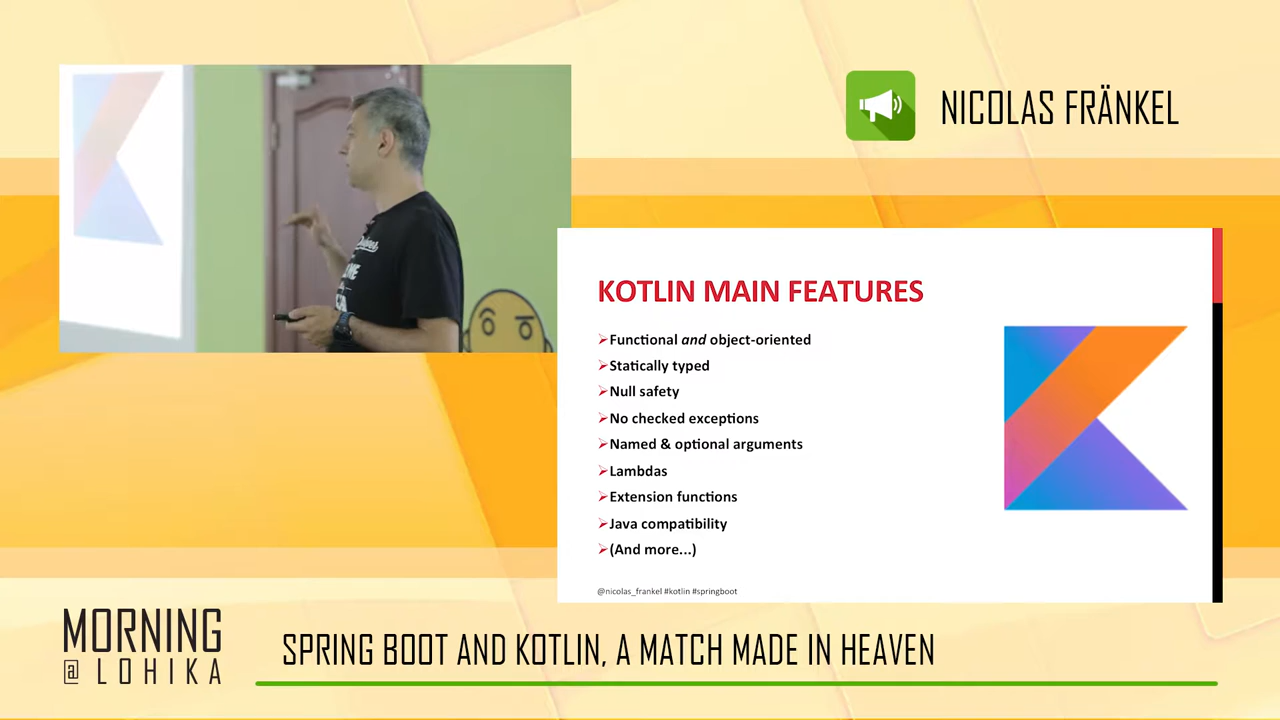 NICOLAS FRÄNKEL
KOTLIN MAIN FEATURES
➢Functional and object-oriented
➢Statically typed
➢Null safety
➢No checked exceptions
➢Named & optional arguments
➢Lambdas
➢Extension functions
➢Java compatibility
➢(And more...)
@nicolas_frankel #kotlin #springboot
MORNING
@ LOHIKA
SPRING BOOT AND KOTLIN, A MATCH MADE IN HEAVEN